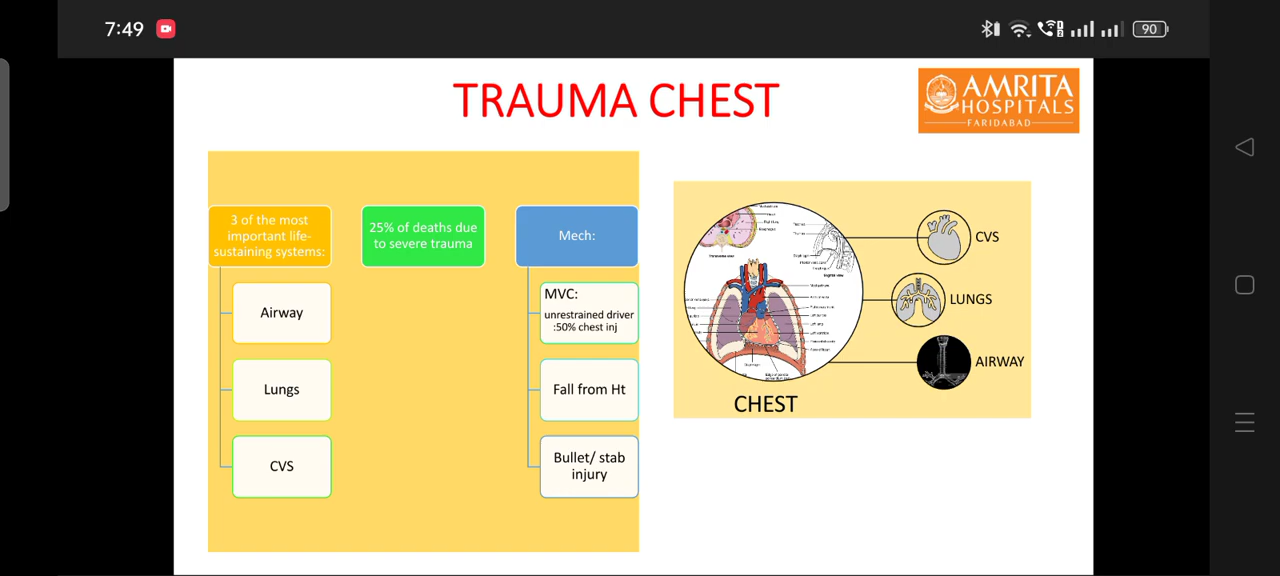 7:49
90
TRAUMA CHEST
AMRITA
HOSPITALS
FARIDABAD
3 of the most
important life-
sustaining systems:
Airway
Lungs
CVS
25% of deaths due
to severe trauma
Mech:
MVC:
unrestrained driver
:50% chest inj
Fall from Ht
Bullet/ stab
injury
CVS
LUNGS
AIRWAY
CHEST